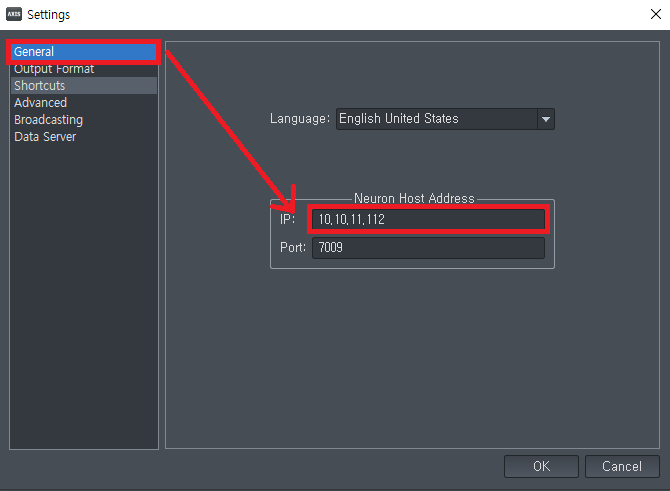 AXIS Settings
General
Output Format
Shortcuts
Advanced
Broadcasting
Data Server
Language: English United States
Neuron Host Address
IP: 10,10,11,112
Port: 7009
OK Cancel